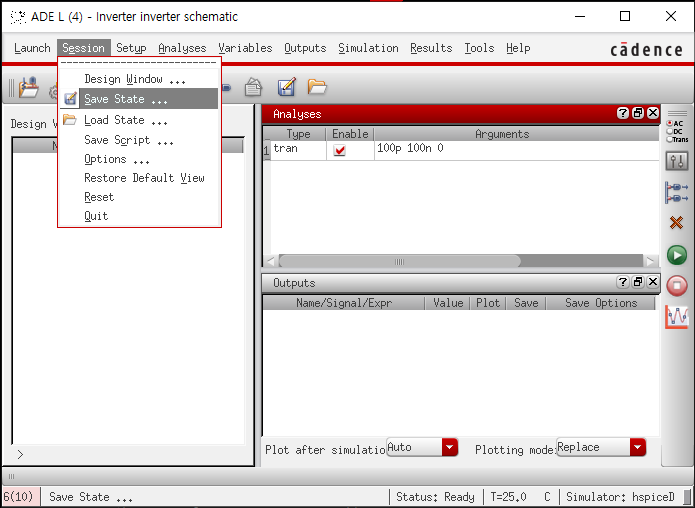 ADE L (4) - Inverter inverter schematic
Launch Session Setup Analyses Variables Outputs Simulation Results Tools Help
cādence
Design Window ...
Save State ...
Load State ...
Save Script ...
Options ...
Restore Default View
Reset
Quit
Design V
N
Analyses
Type Enable Arguments
1 tran 100p 100n 0
AC
DC
Trans
Outputs
Name/Signal/Expr Value Plot Save Save Options
Plot after simulatio Auto Plotting mode: Replace
>
6(10) Save State ... Status: Ready T=25.0 C Simulator: hspiceD